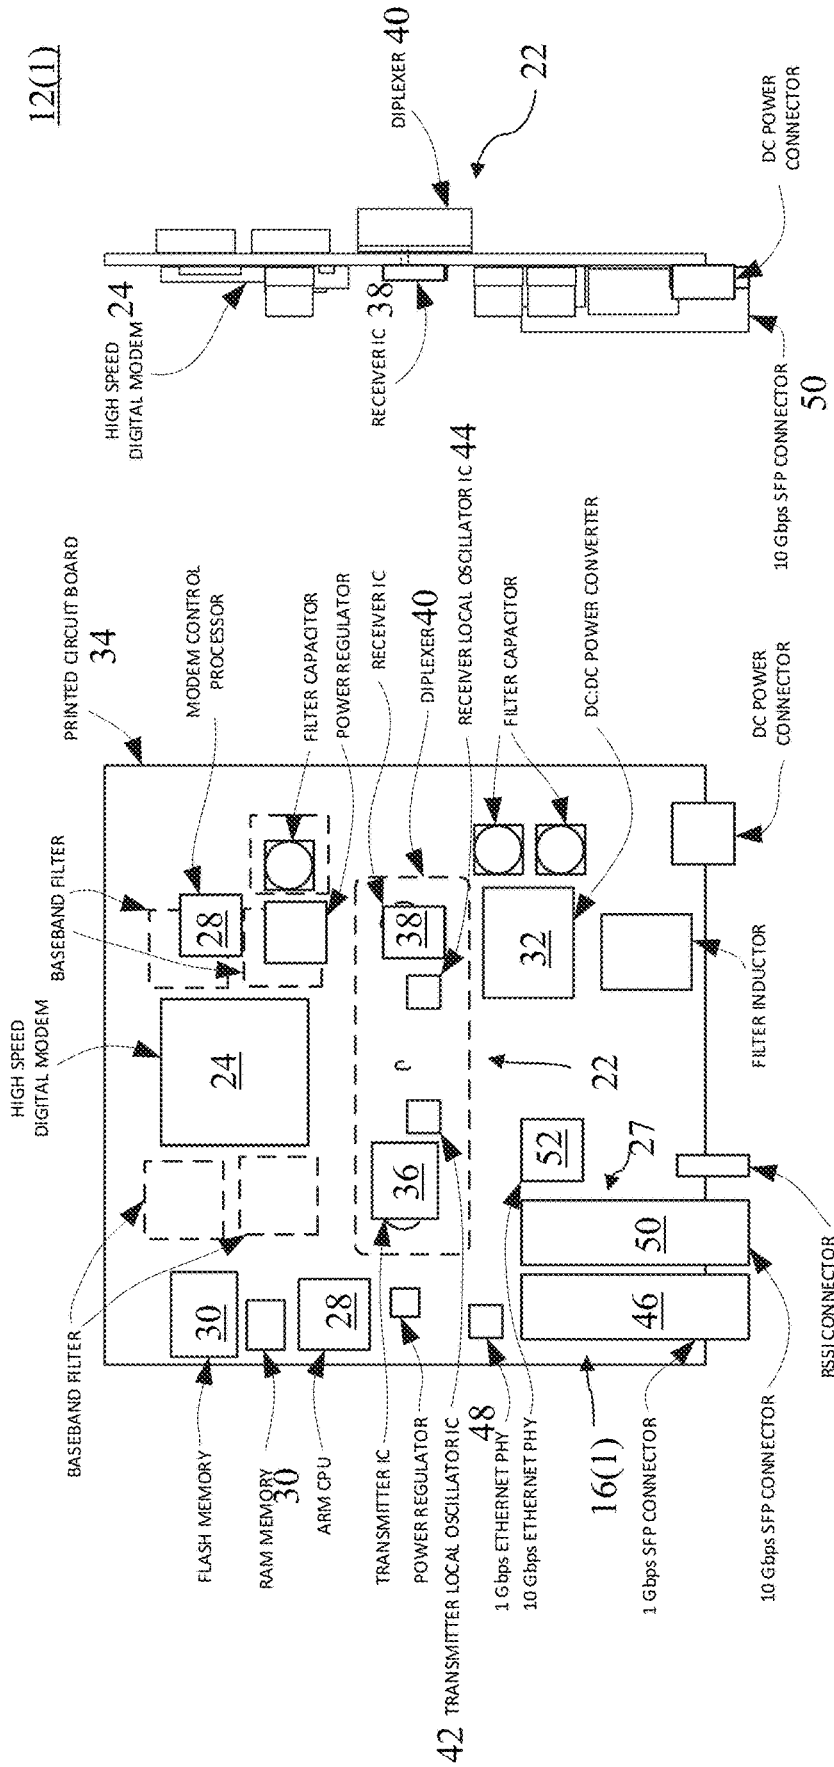 12(1)
HIGH SPEED
DIGITAL MODEM
24
RECEIVER IC
38
DIPLEXER
40
22
10 Gbps SFP CONNECTOR
50
DC POWER
CONNECTOR
BASEBAND FILTER
HIGH SPEED
DIGITAL MODEM
BASEBAND FILTER
PRINTED CIRCUIT BOARD
34
FLASH MEMORY
RAM MEMORY
30
ARM CPU
TRANSMITTER IC
POWER REGULATOR
42
TRANSMITTER LOCAL OSCILLATOR IC
48
1 Gbps ETHERNET PHY
10 Gbps ETHERNET PHY
16(1)
1 Gbps SFP CONNECTOR
10 Gbps SFP CONNECTOR
RSSI CONNECTOR
30
28
24
28
36
38
52
32
50
46
27
22
MODEM CONTROL
PROCESSOR
FILTER CAPACITOR
POWER REGULATOR
RECEIVER IC
DIPLEXER
40
RECEIVER LOCAL OSCILLATOR IC
44
FILTER CAPACITOR
DC:DC POWER CONVERTER
FILTER INDUCTOR
DC POWER
CONNECTOR